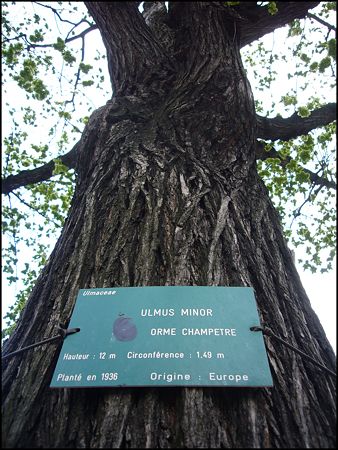 Ulmaceae
ULMUS MINOR
ORME CHAMPETRE
Hauteur : 12 m Circonférence : 1.49 m
Planté en 1936 Origine : Europe